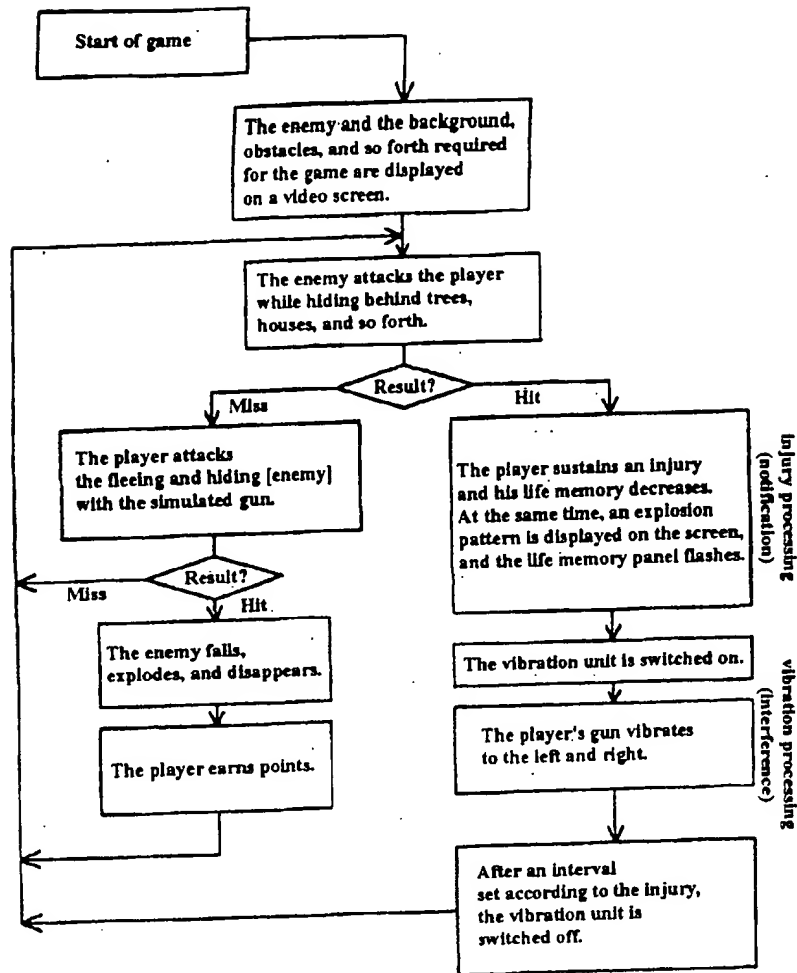 Start of game
The enemy and the background,
obstacles, and so forth required
for the game are displayed
on a video screen.
The enemy attacks the player
while hiding behind trees,
houses, and so forth.
Result?
Miss
Hit
The player attacks
the fleeing and hiding [enemy]
with the simulated gun.
The player sustains an injury
and his life memory decreases.
At the same time, an explosion
pattern is displayed on the screen,
and the life memory panel flashes.
injury processing
(notification)
Result?
Miss
Hit
The enemy falls,
explodes, and disappears.
The vibration unit is switched on.
The player earns points.
The player's gun vibrates
to the left and right.
vibration processing
(interference)
After an interval
set according to the injury,
the vibration unit is
switched off.